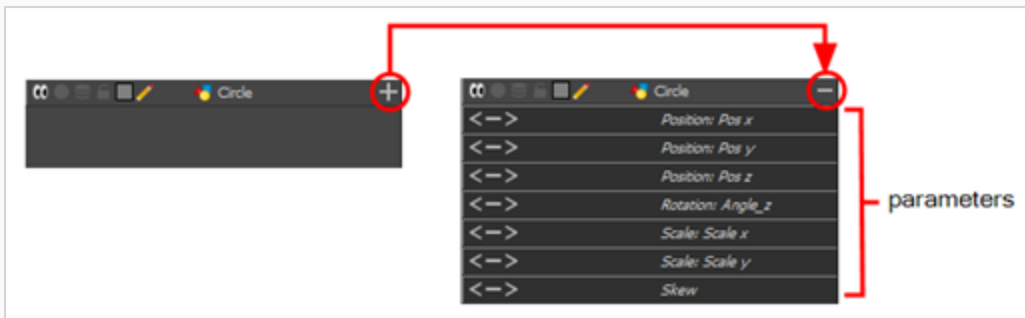 Circle
Circle
Position: Pos x
Position: Pos y
Position: Pos z
Rotation: Angle_z
Scale: Scale x
Scale: Scale y
Skew
parameters